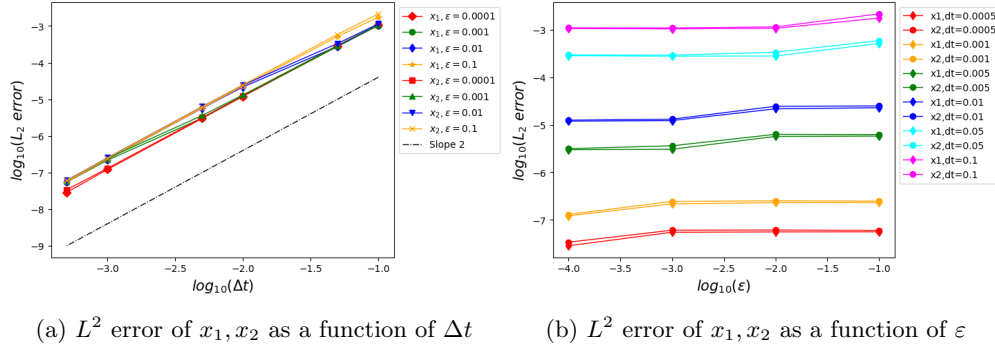 −3
−4
−5
−6
−7
−8
−9
log10(L2 error)
−3.0
−2.5
−2.0
−1.5
−1.0
log10(Δt)
x1, ε = 0.0001
x1, ε = 0.001
x1, ε = 0.01
x1, ε = 0.1
x2, ε = 0.0001
x2, ε = 0.001
x2, ε = 0.01
x2, ε = 0.1
Slope 2
−3
−4
−5
−6
−7
log10(L2 error)
−4.0
−3.5
−3.0
−2.5
−2.0
−1.5
−1.0
log10(ε)
x1,dt=0.0005
x2,dt=0.0005
x1,dt=0.001
x2,dt=0.001
x1,dt=0.005
x2,dt=0.005
x1,dt=0.01
x2,dt=0.01
x1,dt=0.05
x2,dt=0.05
x1,dt=0.1
x2,dt=0.1
(a) L² error of x1, x2 as a function of Δt
(b) L² error of x1, x2 as a function of ε